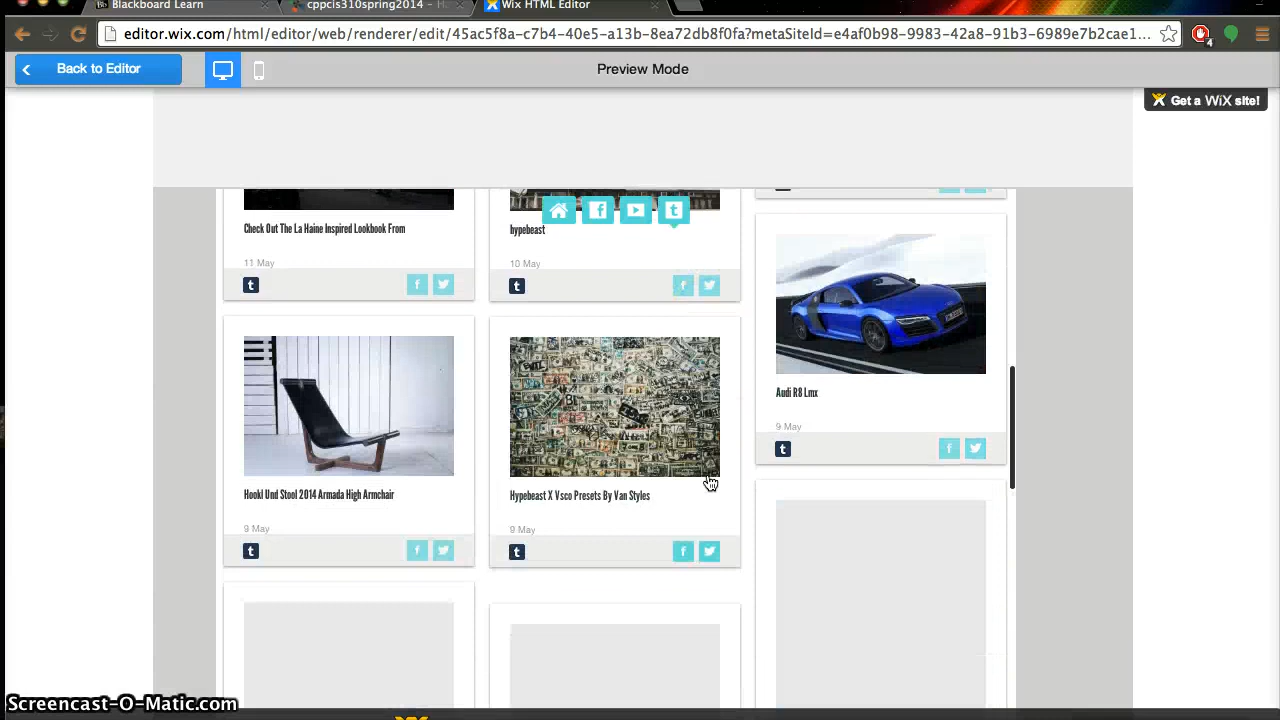 Blackboard Learn
cppcis310spring2014 – H
Wix HTML Editor
editor.wix.com/html/editor/web/renderer/edit/45ac5f8a-c7b4-40e5-a13b-8ea72db8f0fa?metaSiteId=e4af0b98-9983-42a8-91b3-6989e7b2cae1...
4
Back to Editor
Preview Mode
Get a WiX site!
Check Out The La Haine Inspired Lookbook From
11 May
hypebeast
10 May
Audi R8 Lmx
9 May
Hookl Und Stool 2014 Armada High Armchair
9 May
Hypebeast X Vsco Presets By Van Styles
9 May
Screencast-O-Matic.com